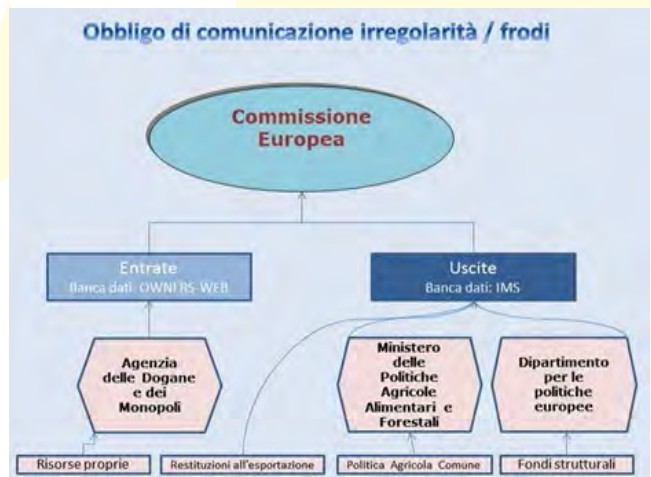 Obbligo di comunicazione irregolarità / frodi
Commissione
Europea
Entrate
Banca dati: OWNERS-WEB
Uscite
Banca dati: IMS
Agenzia
delle Dogane
e dei
Monopoli
Ministero
delle
Politiche
Agricole
Alimentari e
Forestali
Dipartimento
per le
politiche
europee
Risorse proprie
Restituzioni all'esportazione
Politica Agricola Comune
Fondi strutturali